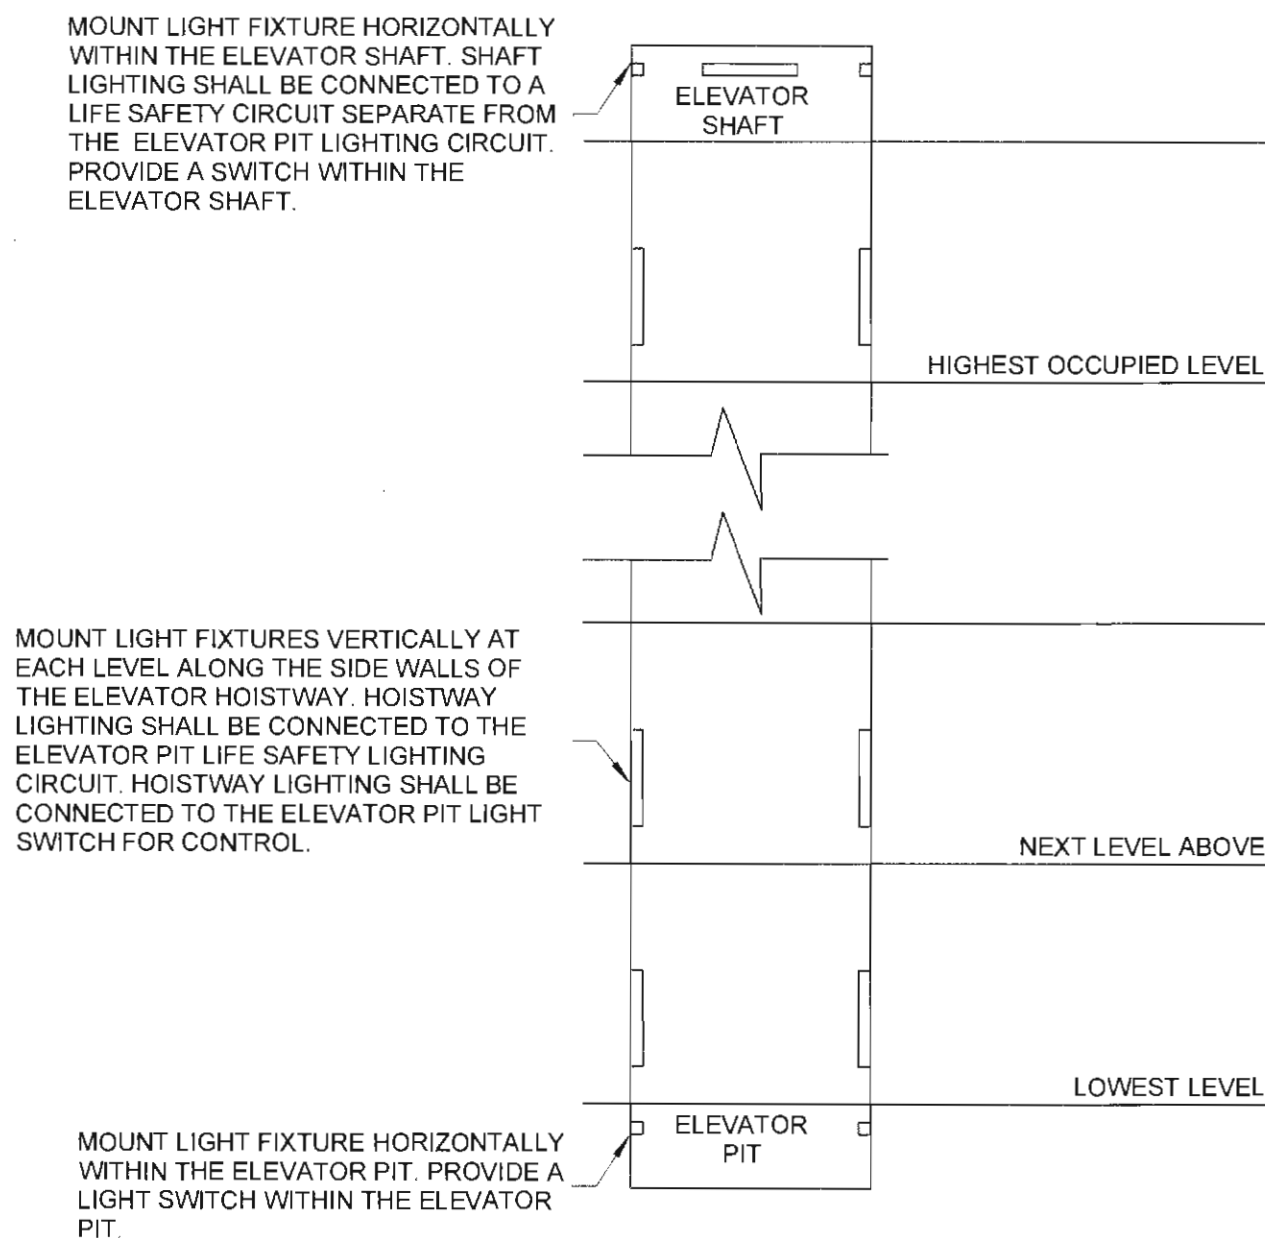 MOUNT LIGHT FIXTURE HORIZONTALLY
WITHIN THE ELEVATOR SHAFT. SHAFT
LIGHTING SHALL BE CONNECTED TO A
LIFE SAFETY CIRCUIT SEPARATE FROM
THE ELEVATOR PIT LIGHTING CIRCUIT.
PROVIDE A SWITCH WITHIN THE
ELEVATOR SHAFT.
ELEVATOR
SHAFT
HIGHEST OCCUPIED LEVEL
MOUNT LIGHT FIXTURES VERTICALLY AT
EACH LEVEL ALONG THE SIDE WALLS OF
THE ELEVATOR HOISTWAY. HOISTWAY
LIGHTING SHALL BE CONNECTED TO THE
ELEVATOR PIT LIFE SAFETY LIGHTING
CIRCUIT. HOISTWAY LIGHTING SHALL BE
CONNECTED TO THE ELEVATOR PIT LIGHT
SWITCH FOR CONTROL.
NEXT LEVEL ABOVE
LOWEST LEVEL
ELEVATOR
PIT
MOUNT LIGHT FIXTURE HORIZONTALLY
WITHIN THE ELEVATOR PIT. PROVIDE A
LIGHT SWITCH WITHIN THE ELEVATOR
PIT.